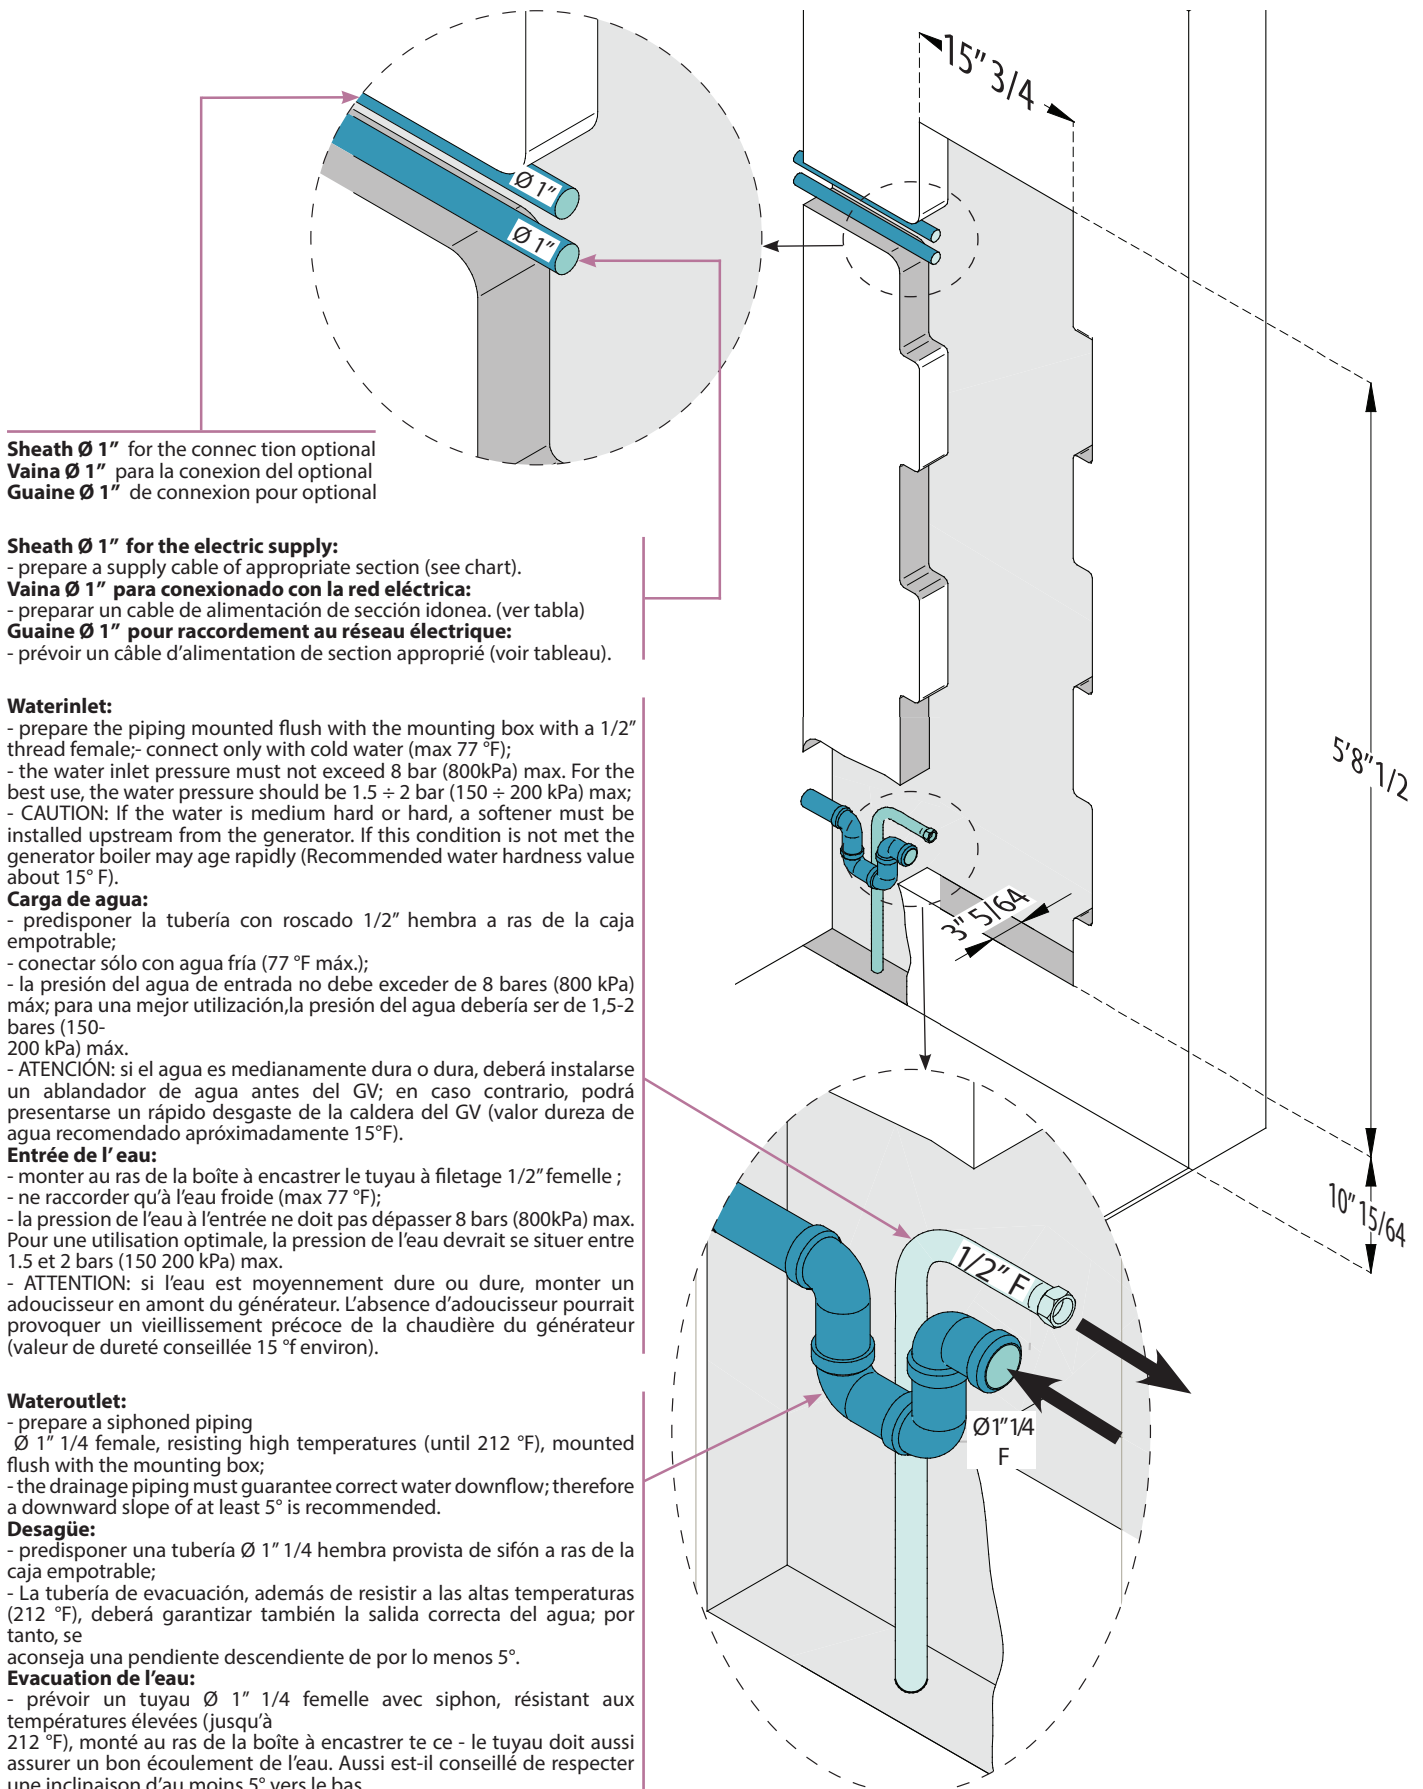 15" 3/4
Ø 1"
Ø 1"
Sheath Ø 1" for the connec tion optional
Vaina Ø 1" para la conexion del optional
Guaine Ø 1" de connexion pour optional
Sheath Ø 1" for the electric supply:
- prepare a supply cable of appropriate section (see chart).
Vaina Ø 1" para conexionado con la red eléctrica:
- preparar un cable de alimentación de sección idonea. (ver tabla)
Guaine Ø 1" pour raccordement au réseau électrique:
- prévoir un câble d'alimentation de section approprié (voir tableau).
Waterinlet:
- prepare the piping mounted flush with the mounting box with a 1/2"
thread female;- connect only with cold water (max 77 °F);
- the water inlet pressure must not exceed 8 bar (800kPa) max. For the
best use, the water pressure should be 1.5 ÷ 2 bar (150 ÷ 200 kPa) max;
- CAUTION: If the water is medium hard or hard, a softener must be
installed upstream from the generator. If this condition is not met the
generator boiler may age rapidly (Recommended water hardness value
about 15° F).
Carga de agua:
- predisponer la tubería con roscado 1/2" hembra a ras de la caja
empotrable;
- conectar sólo con agua fría (77 °F máx.);
- la presión del agua de entrada no debe exceder de 8 bares (800 kPa)
máx; para una mejor utilización,la presión del agua debería ser de 1,5-2
bares (150-
200 kPa) máx.
- ATENCIÓN: si el agua es medianamente dura o dura, deberá instalarse
un ablandador de agua antes del GV; en caso contrario, podrá
presentarse un rápido desgaste de la caldera del GV (valor dureza de
agua recomendado apróximadamente 15°F).
Entrée de l' eau:
- monter au ras de la boîte à encastrer le tuyau à filetage 1/2" femelle ;
- ne raccorder qu'à l'eau froide (max 77 °F);
- la pression de l'eau à l'entrée ne doit pas dépasser 8 bars (800kPa) max.
Pour une utilisation optimale, la pression de l'eau devrait se situer entre
1.5 et 2 bars (150 200 kPa) max.
- ATTENTION: si l'eau est moyennement dure ou dure, monter un
adoucisseur en amont du générateur. L'absence d'adoucisseur pourrait
provoquer un vieillissement précoce de la chaudière du générateur
(valeur de dureté conseillée 15 °f environ).
Wateroutlet:
- prepare a siphoned piping
Ø 1" 1/4 female, resisting high temperatures (until 212 °F), mounted
flush with the mounting box;
- the drainage piping must guarantee correct water downflow; therefore
a downward slope of at least 5° is recommended.
Desagüe:
- predisponer una tubería Ø 1" 1/4 hembra provista de sifón a ras de la
caja empotrable;
- La tubería de evacuación, además de resistir a las altas temperaturas
(212 °F), deberá garantizar también la salida correcta del agua; por
tanto, se
aconseja una pendiente descendiente de por lo menos 5°.
Evacuation de l'eau:
- prévoir un tuyau Ø 1" 1/4 femelle avec siphon, résistant aux
températures élevées (jusqu'à
212 °F), monté au ras de la boîte à encastrer te ce - le tuyau doit aussi
assurer un bon écoulement de l'eau. Aussi est-il conseillé de respecter
une inclinaison d'au moins 5° vers le bas
5'8"1/2
3" 5/64
10" 15/64
1/2" F
Ø1"1/4
F